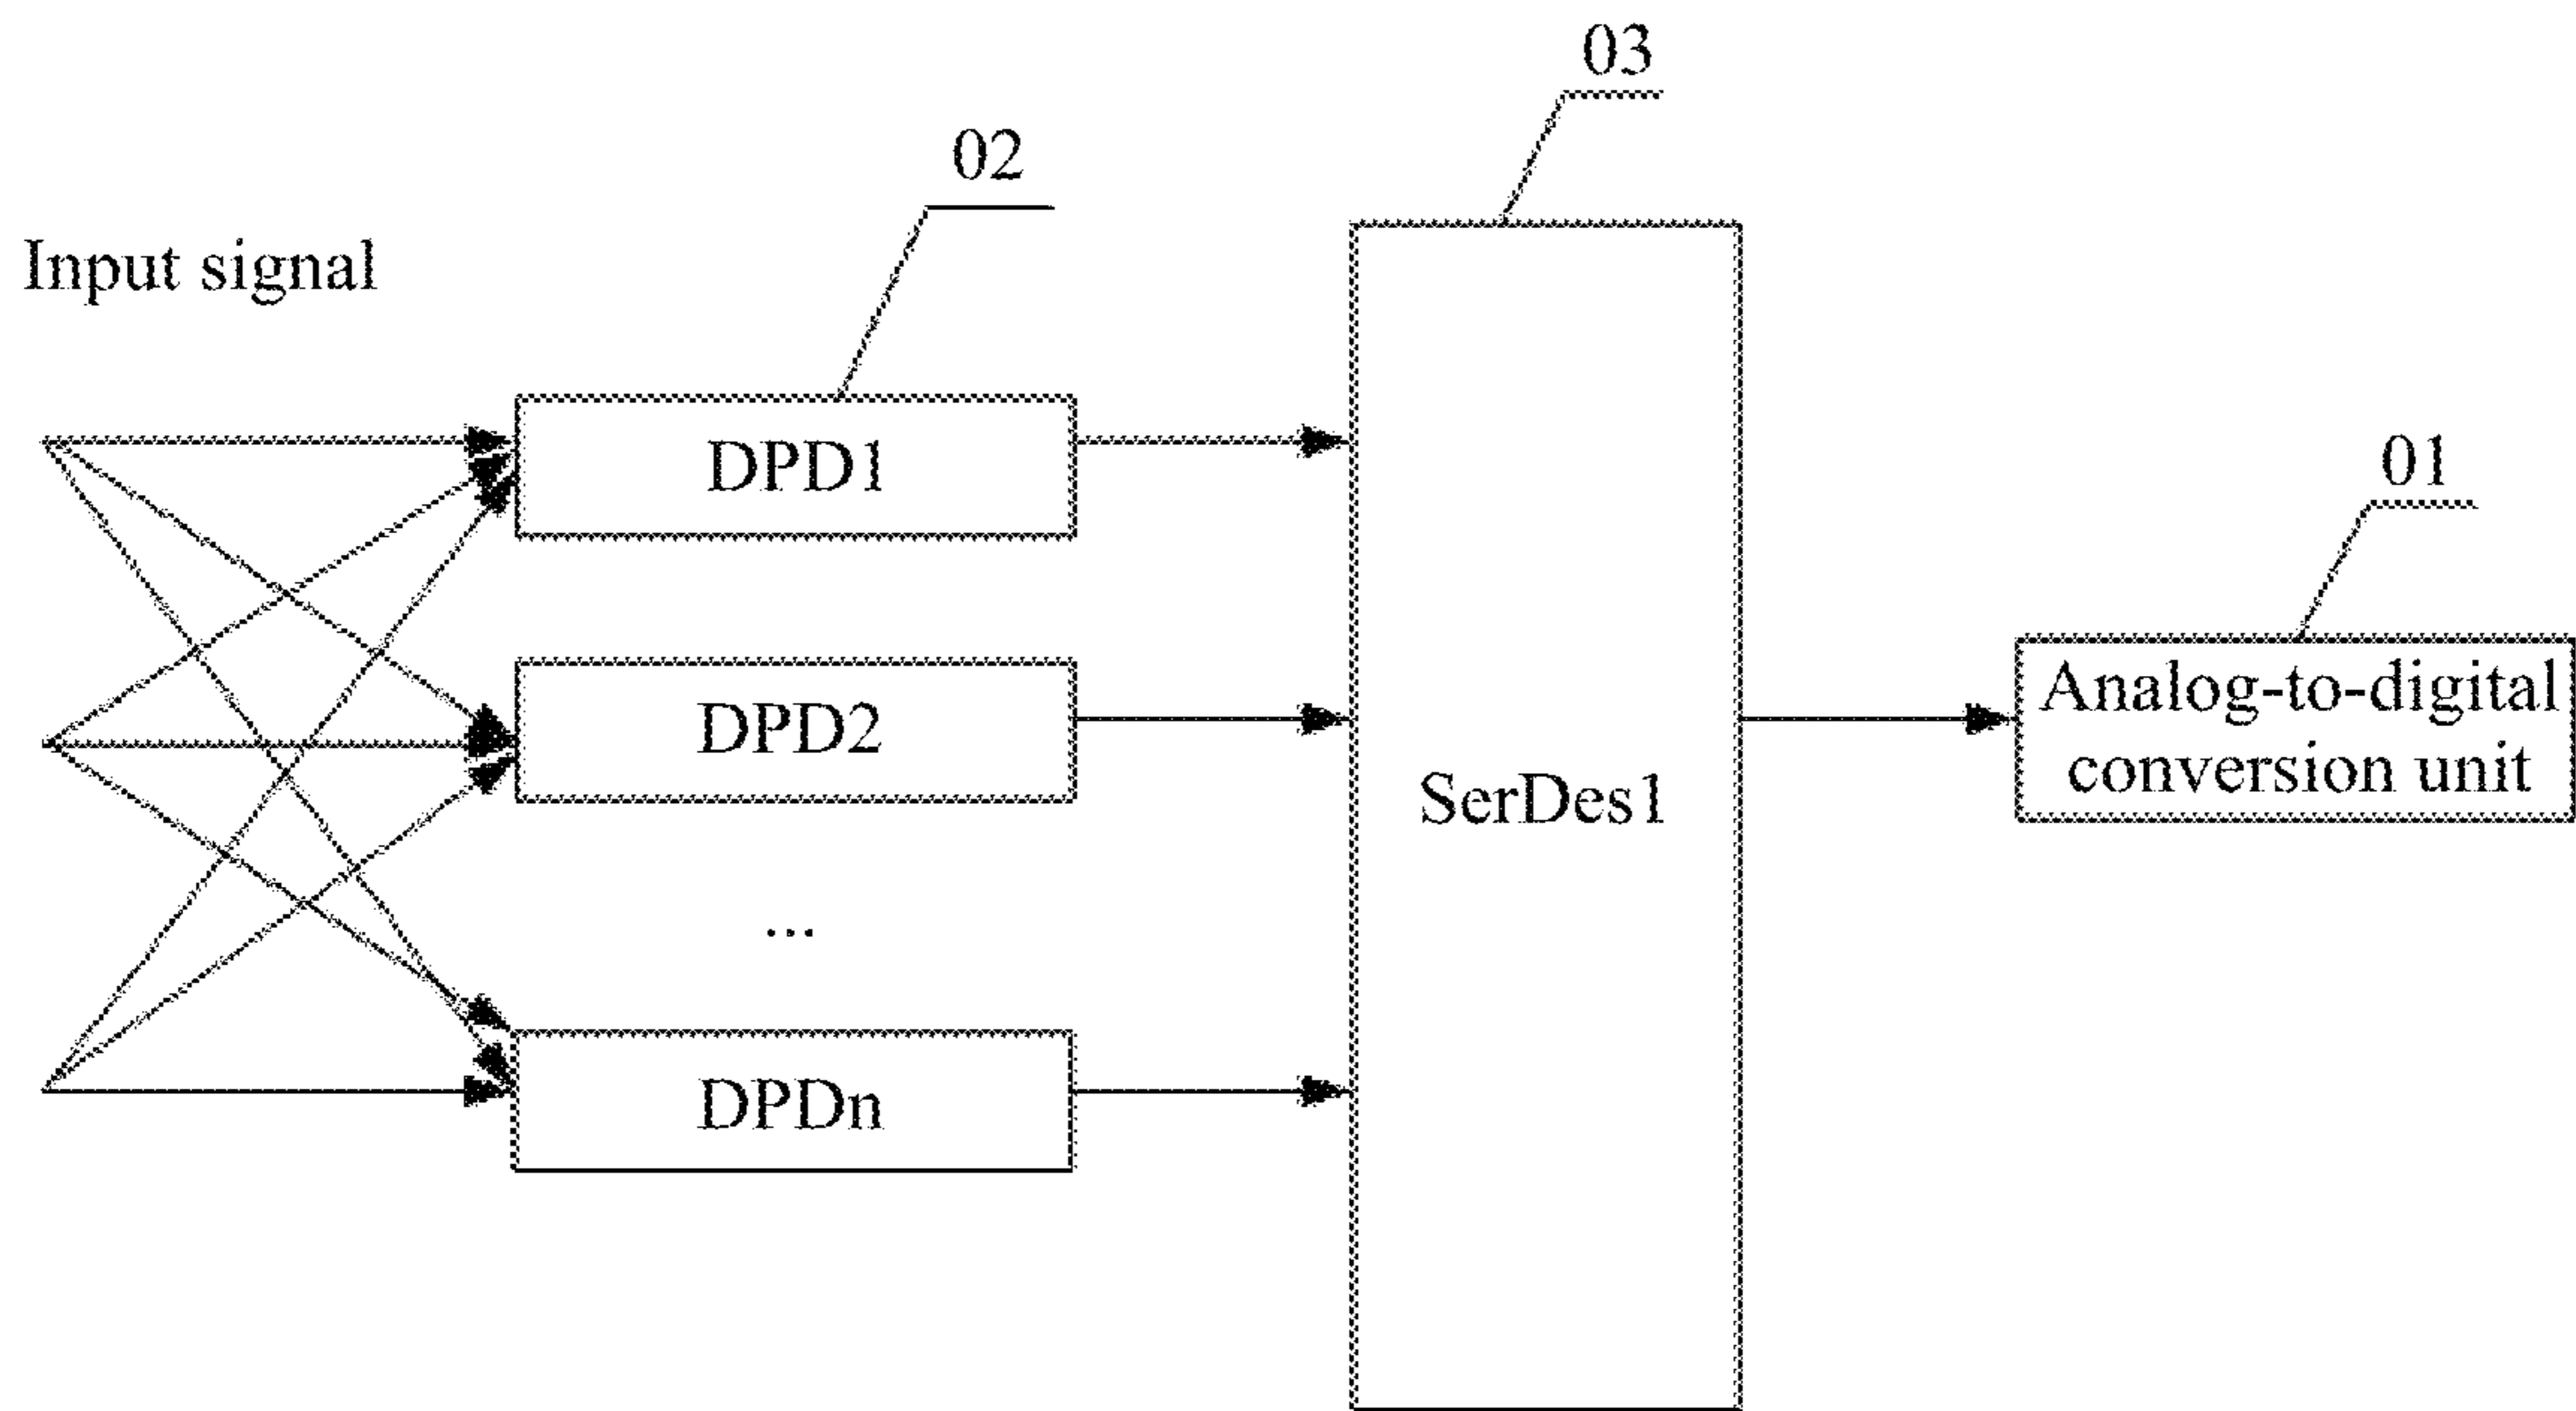 03
02
Input signal
DPD1
01
DPD2
Analog-to-digital
conversion unit
SerDes1
...
DPDn